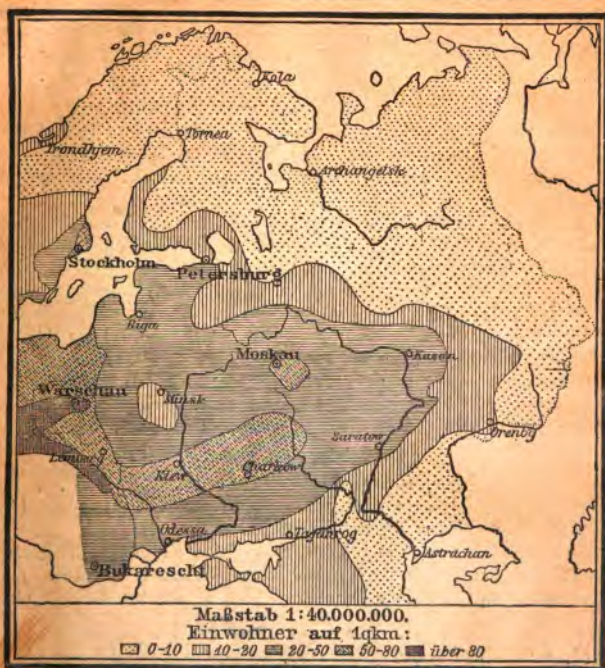 Kola
Tornea
Trondhjem
Archangelsk
Stockholm
Petersburg
Riga
Moskau
Kasan
Warschau
Minsk
Orenbg
Saratow
Lemberg
Kiew
Charkow
Odessa
Taganrog
Astrachan
Bukarescht
Maßstab 1:40.000.000.
Einwohner auf 1qkm:
0-10 10-20 20-50 50-80 über 80